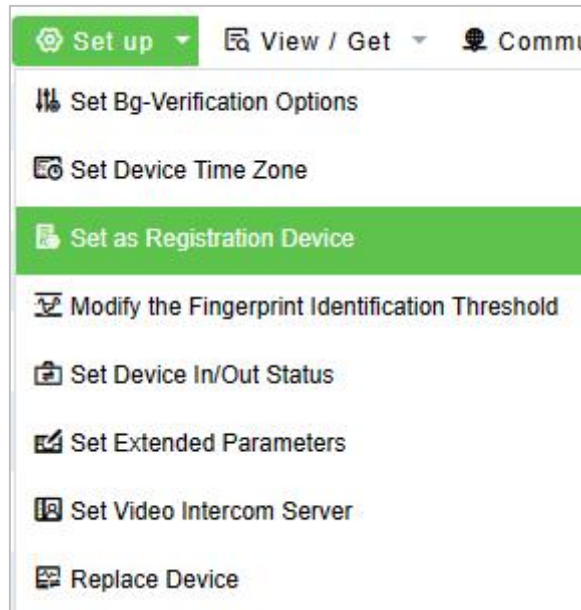 Set up View / Get
Set Bg-Verification Options
Set Device Time Zone
Set as Registration Device
Modify the Fingerprint Identification Threshold
Set Device In/Out Status
Set Extended Parameters
Set Video Intercom Server
Replace Device